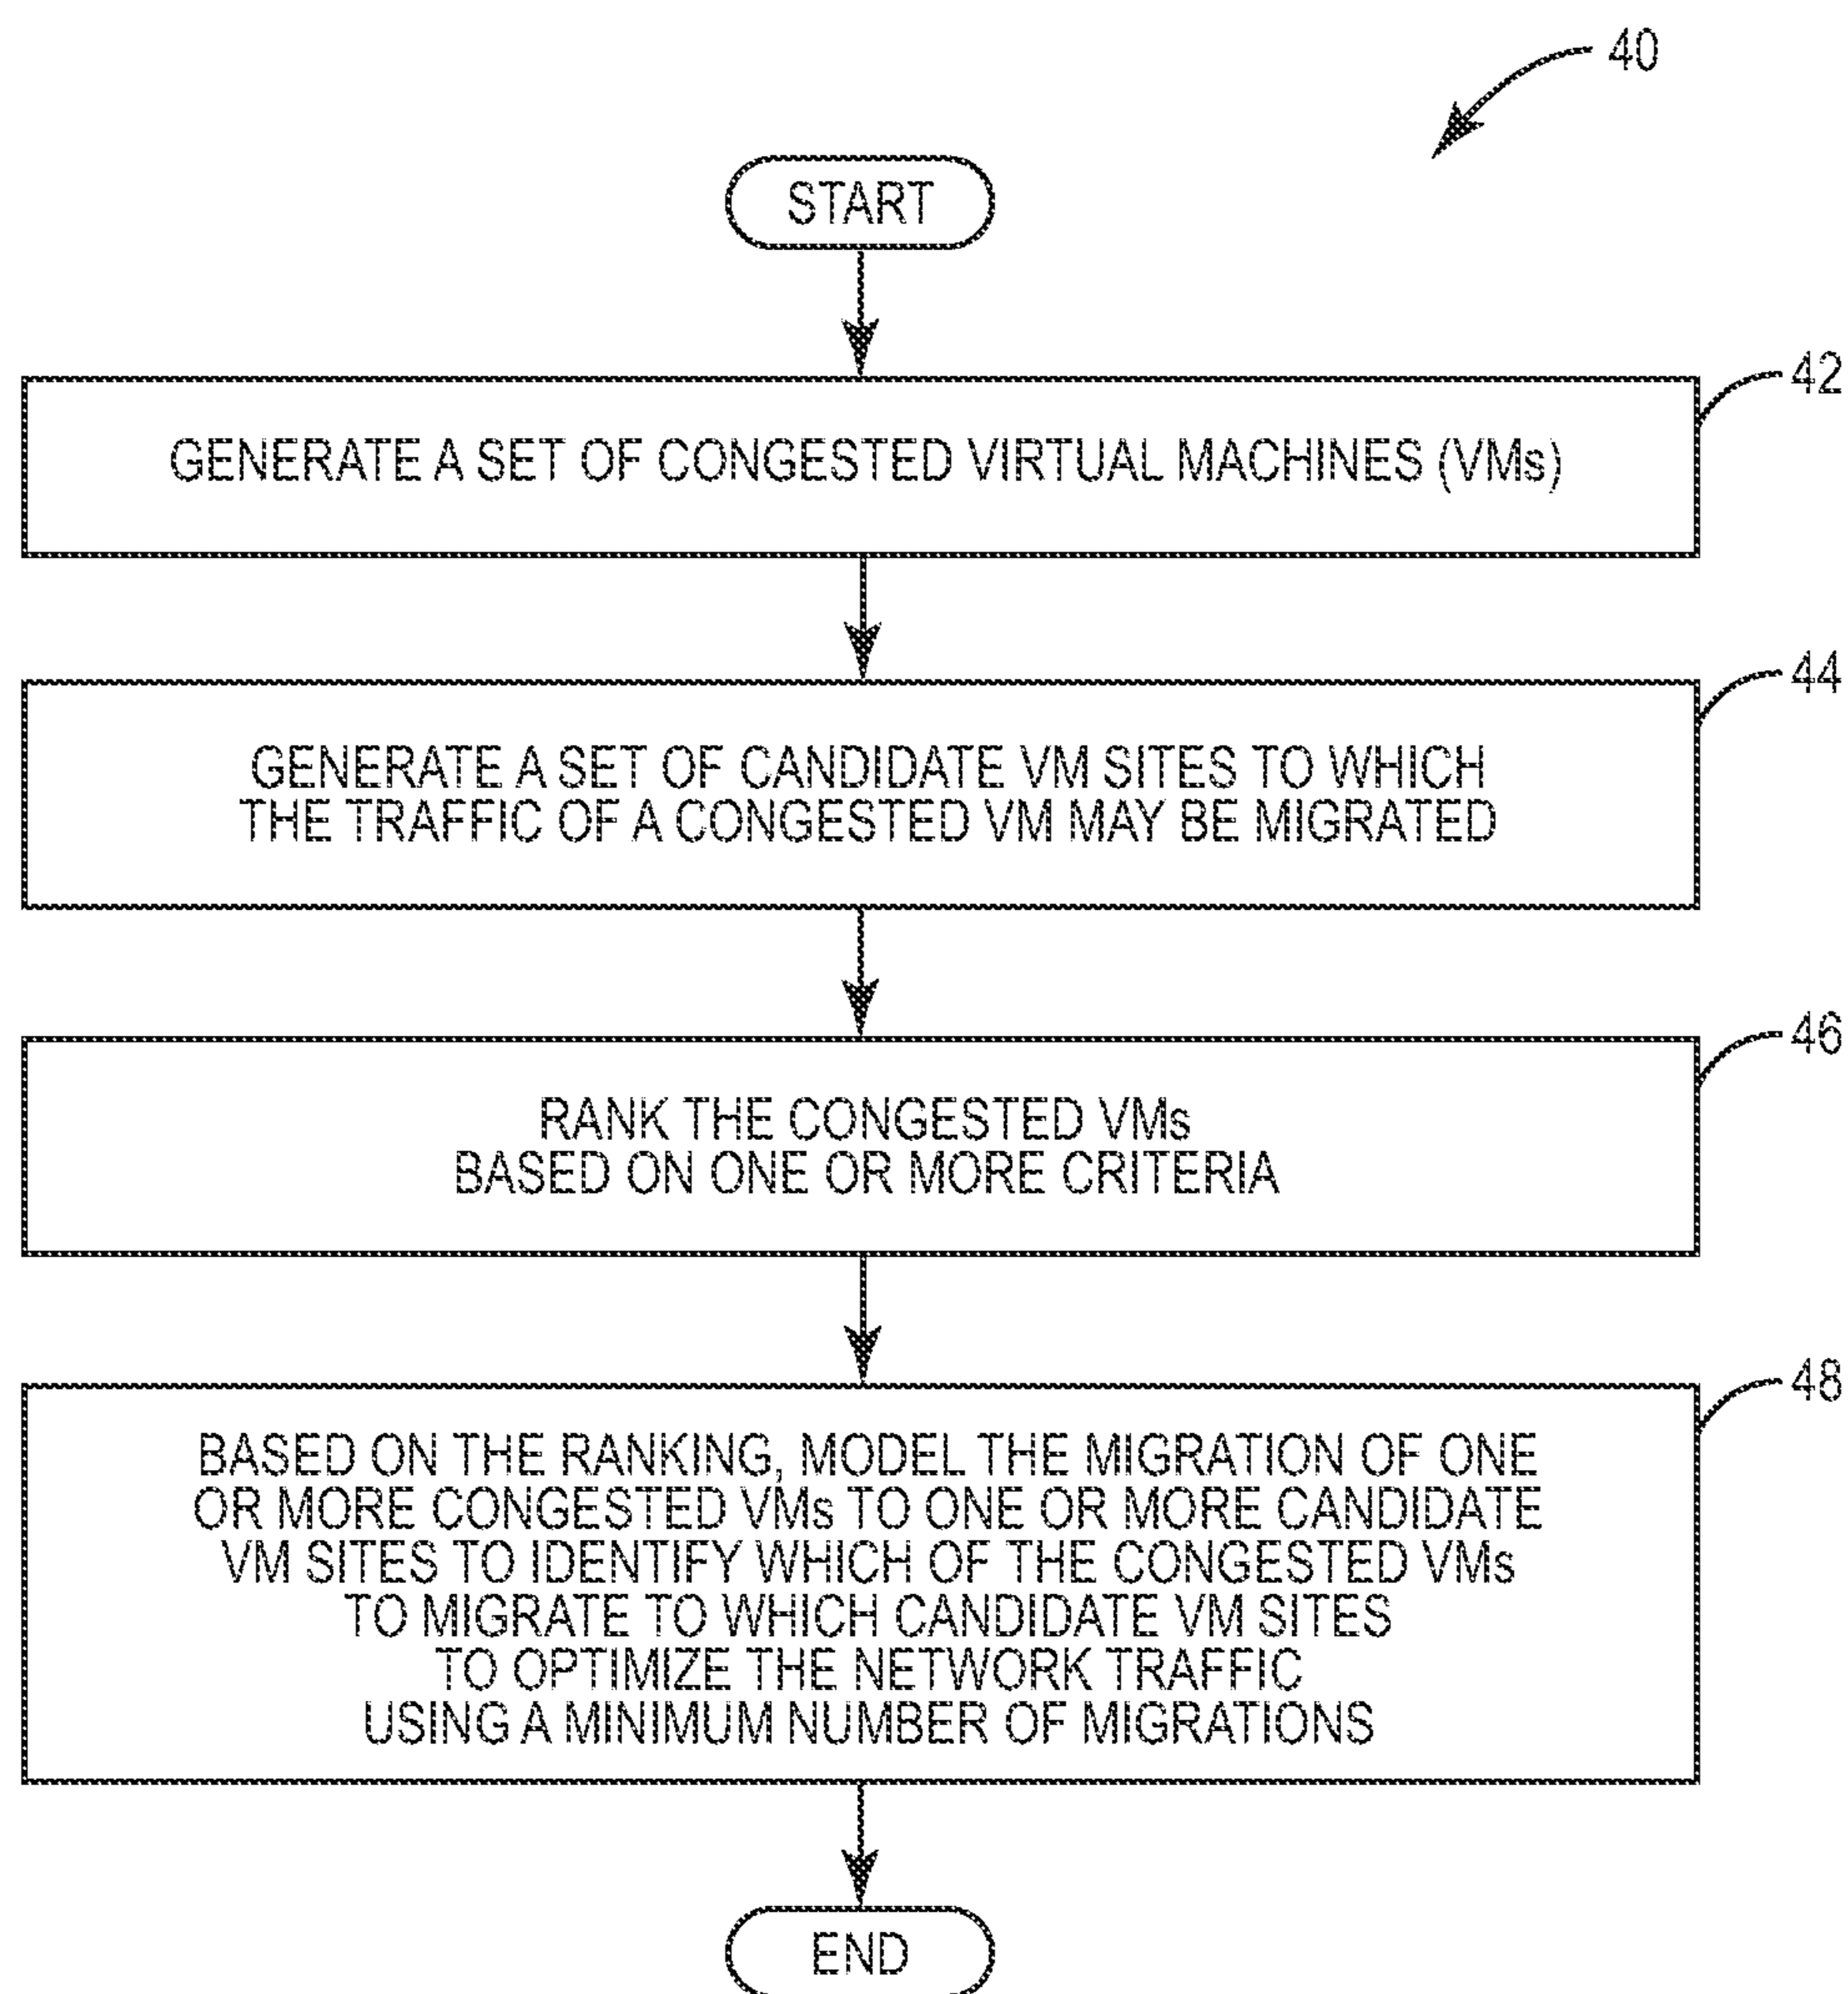 40
START
42
GENERATE A SET OF CONGESTED VIRTUAL MACHINES (VMs)
44
GENERATE A SET OF CANDIDATE VM SITES TO WHICH
THE TRAFFIC OF A CONGESTED VM MAY BE MIGRATED
46
RANK THE CONGESTED VMs
BASED ON ONE OR MORE CRITERIA
48
BASED ON THE RANKING, MODEL THE MIGRATION OF ONE
OR MORE CONGESTED VMs TO ONE OR MORE CANDIDATE
VM SITES TO IDENTIFY WHICH OF THE CONGESTED VMs
TO MIGRATE TO WHICH CANDIDATE VM SITES
TO OPTIMIZE THE NETWORK TRAFFIC
USING A MINIMUM NUMBER OF MIGRATIONS
END